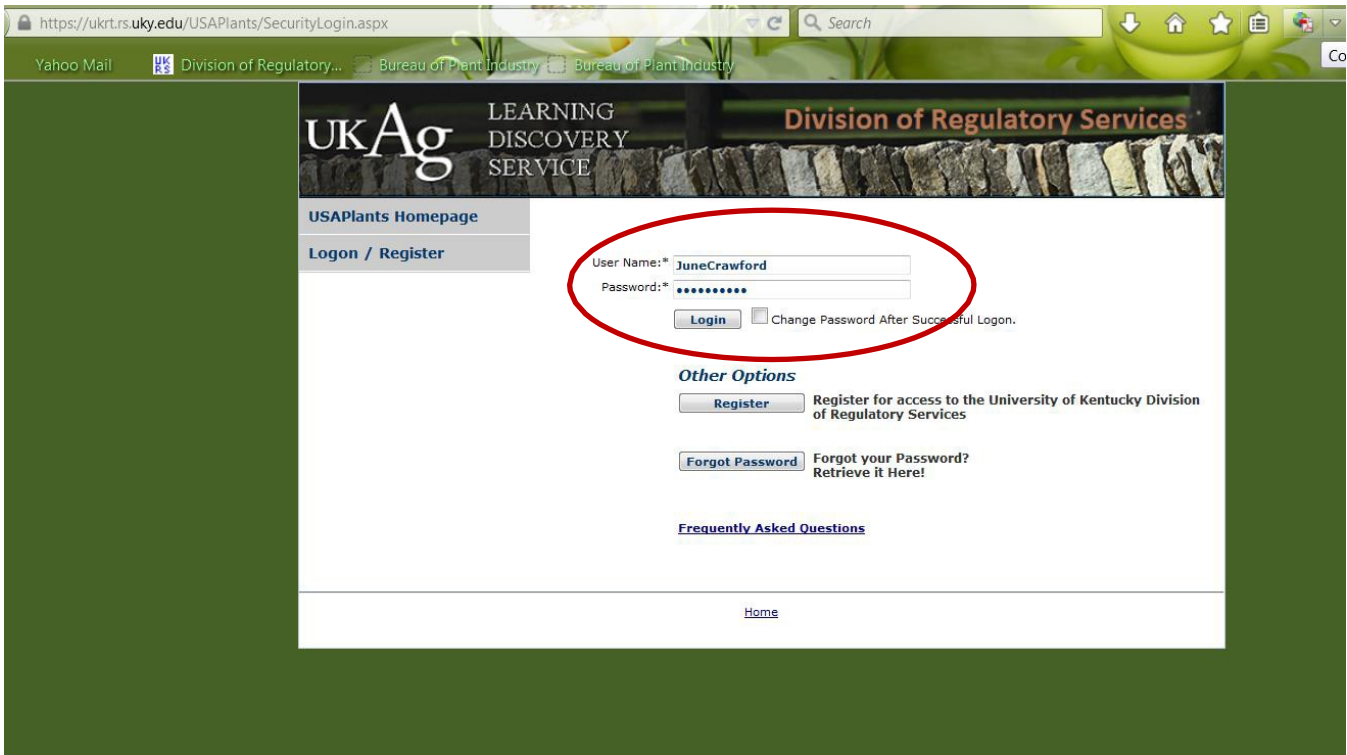 https://ukrt.rs.uky.edu/USAPlants/SecurityLogin.aspx
Search
Yahoo Mail
UK RS
Division of Regulatory...
Bureau of Plant Industry
Bureau of Plant Industry
Co
UKAg
LEARNING
DISCOVERY
SERVICE
Division of Regulatory Services
USAPlants Homepage
Logon / Register
User Name:* JuneCrawford
Password:* ••••••••••
Login Change Password After Successful Logon.
Other Options
Register
Register for access to the University of Kentucky Division
of Regulatory Services
Forgot Password
Forgot your Password?
Retrieve it Here!
Frequently Asked Questions
Home